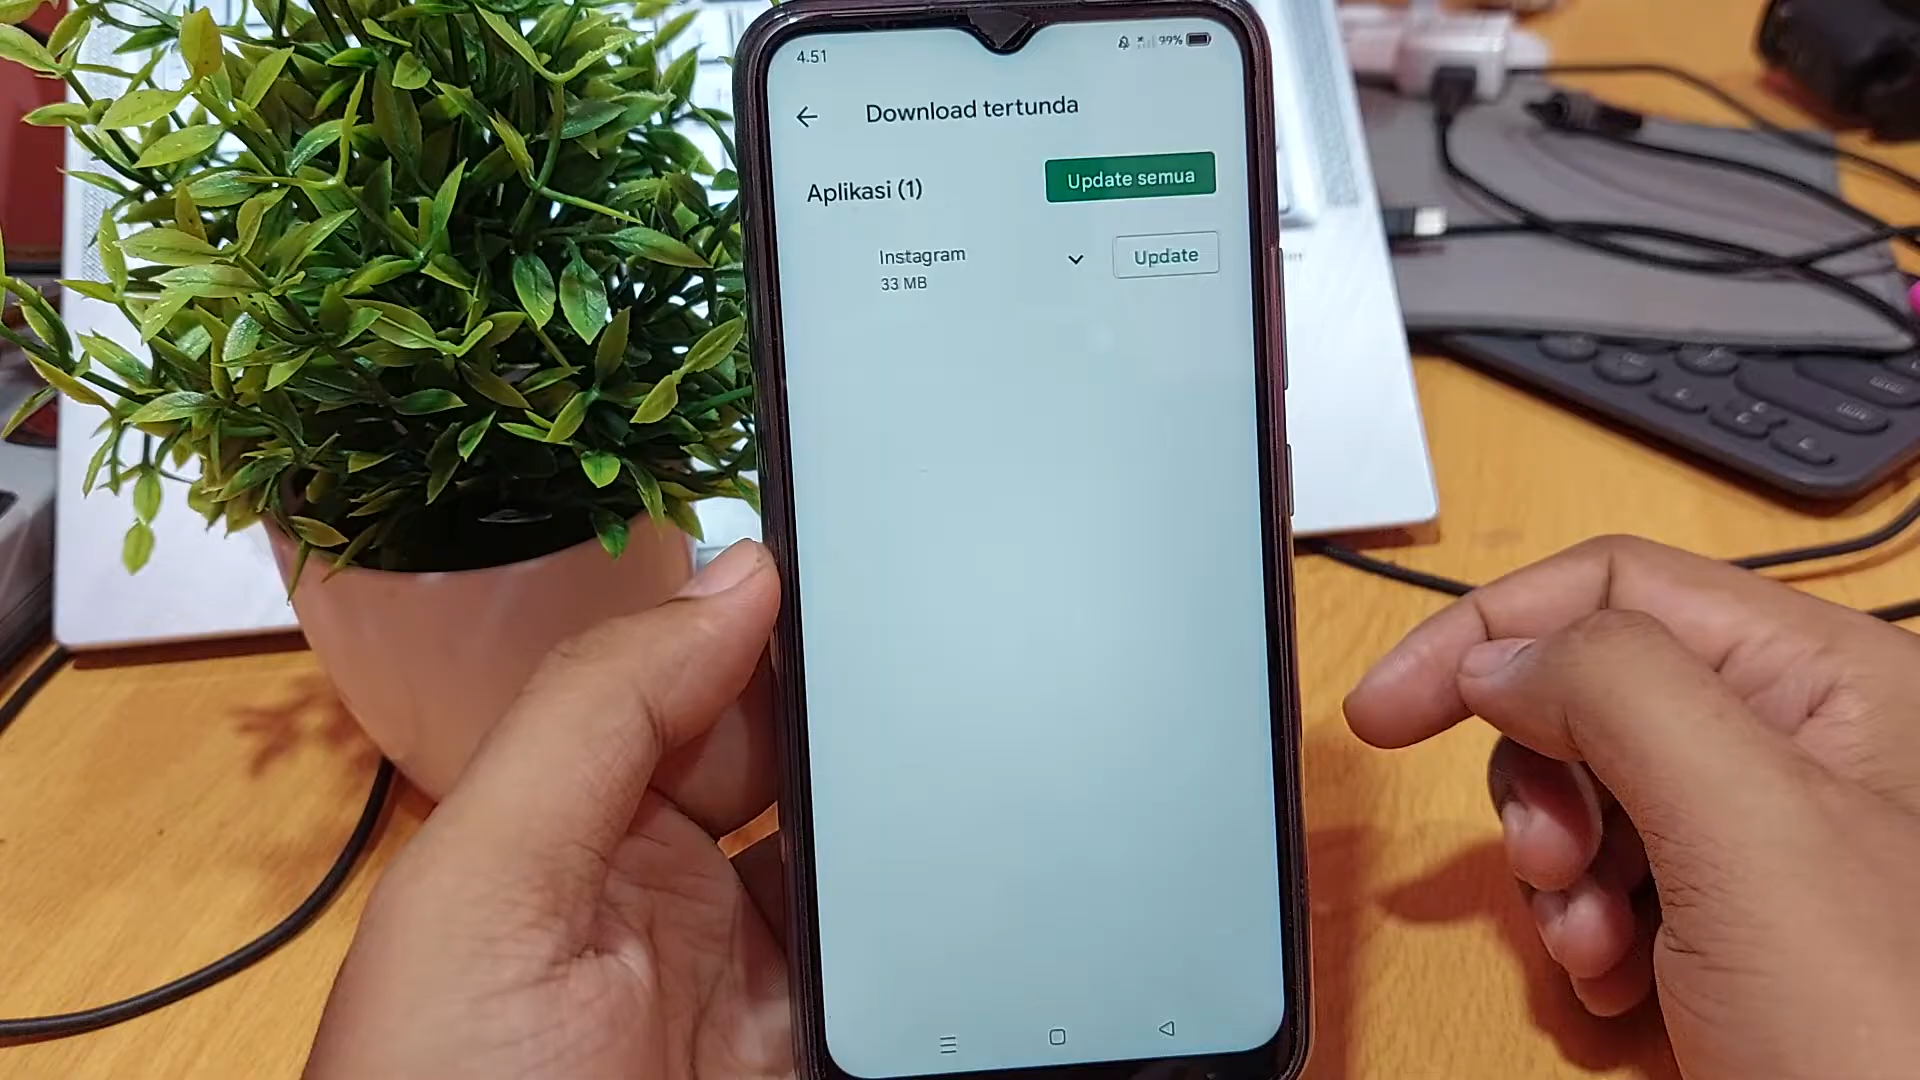 4.51
99%
Download tertunda
Aplikasi (1)
Update semua
Instagram
Update
33 MB